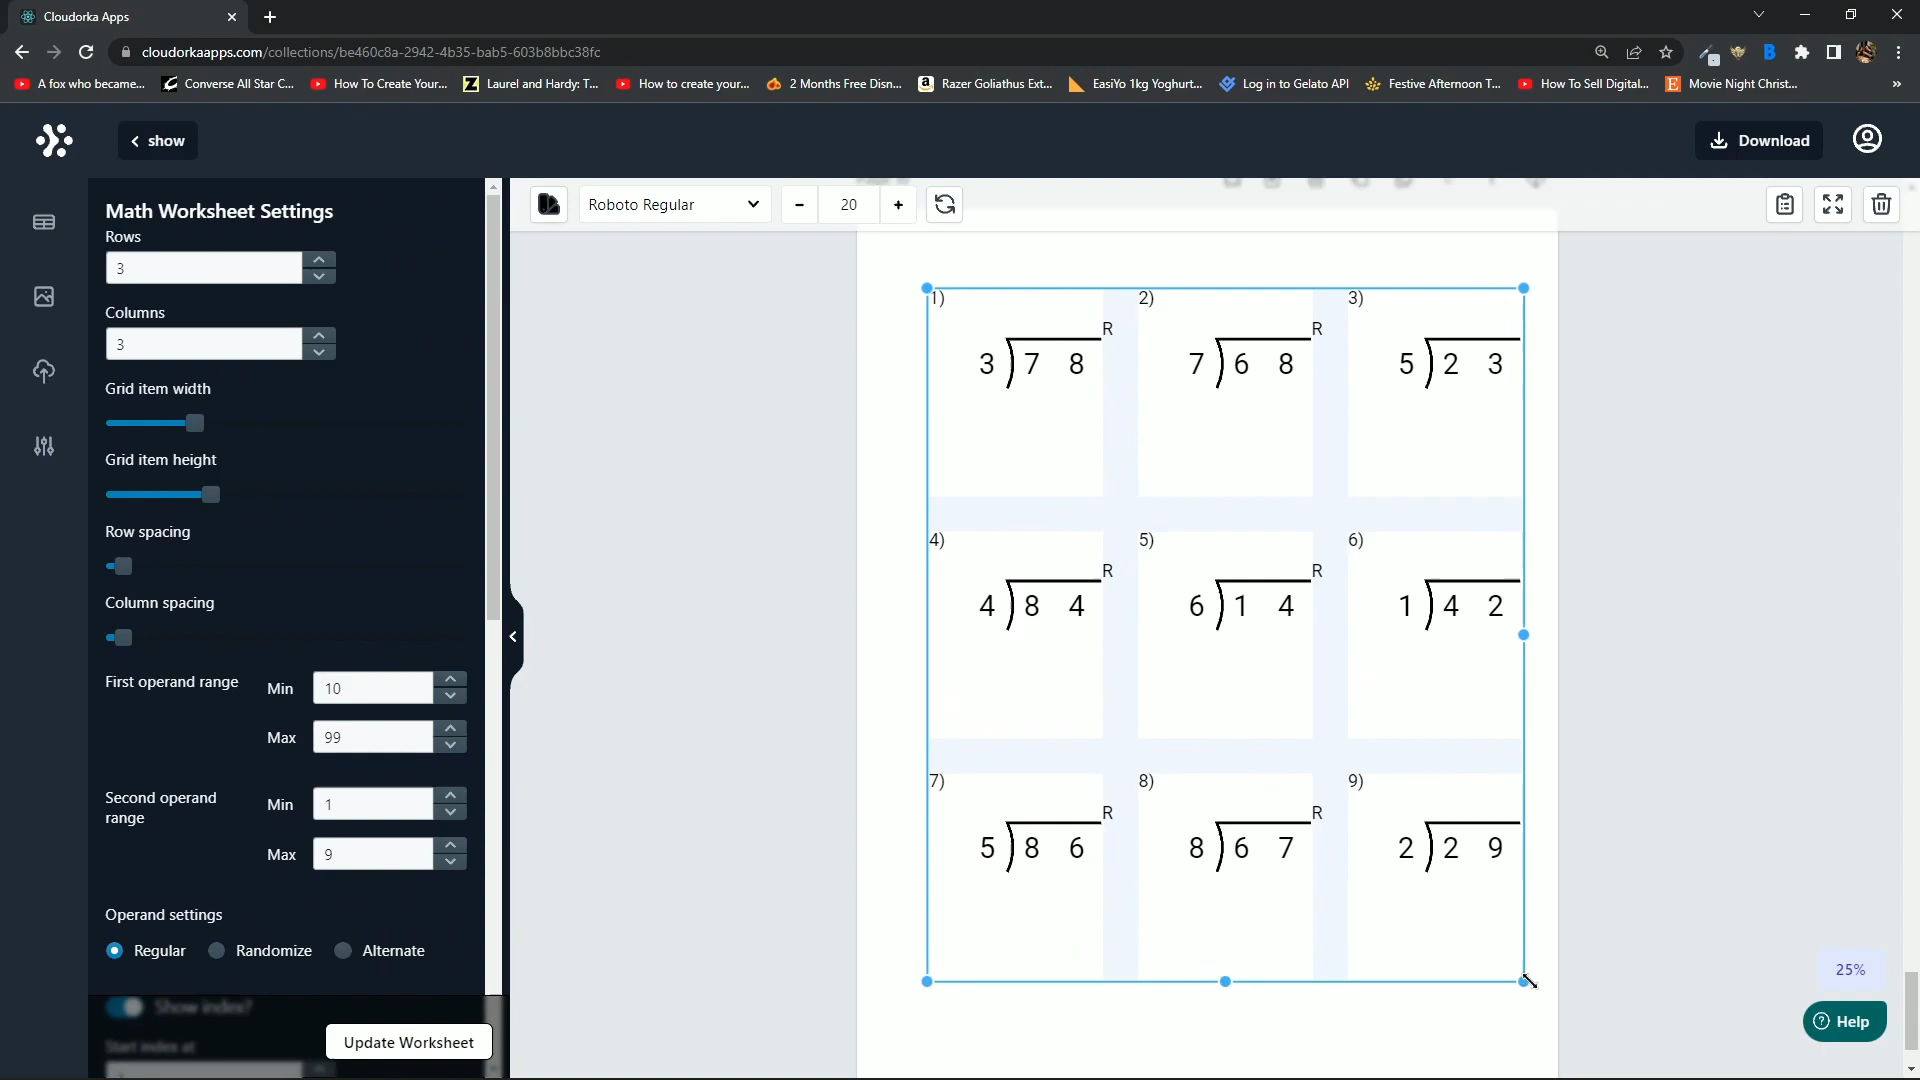 Cloudorka Apps
cloudorkaapps.com/collections/be460c8a-2942-4b35-bab5-603b8bbc38fc
A fox who became... Converse All Star C... How To Create Your... Laurel and Hardy: T... How to create your... 2 Months Free Disn... Razer Goliathus Ext... EasiYo 1kg Yoghurt... Log in to Gelato API Festive Afternoon T... How To Sell Digital... Movie Night Christ... »
show
Download
Math Worksheet Settings
Rows
3
Columns
3
Grid item width
Grid item height
Row spacing
Column spacing
First operand range Min 10
Max 99
Second operand range Min 1
Max 9
Operand settings
Regular Randomize Alternate
Show index?
Start index at
Update Worksheet
Roboto Regular - 20 +
1) 2) 3)
R R
3 7 8 7 6 8 5 2 3
4) 5) 6)
R R
4 8 4 6 1 4 1 4 2
7) 8) 9)
R R
5 8 6 8 6 7 2 2 9
25%
Help